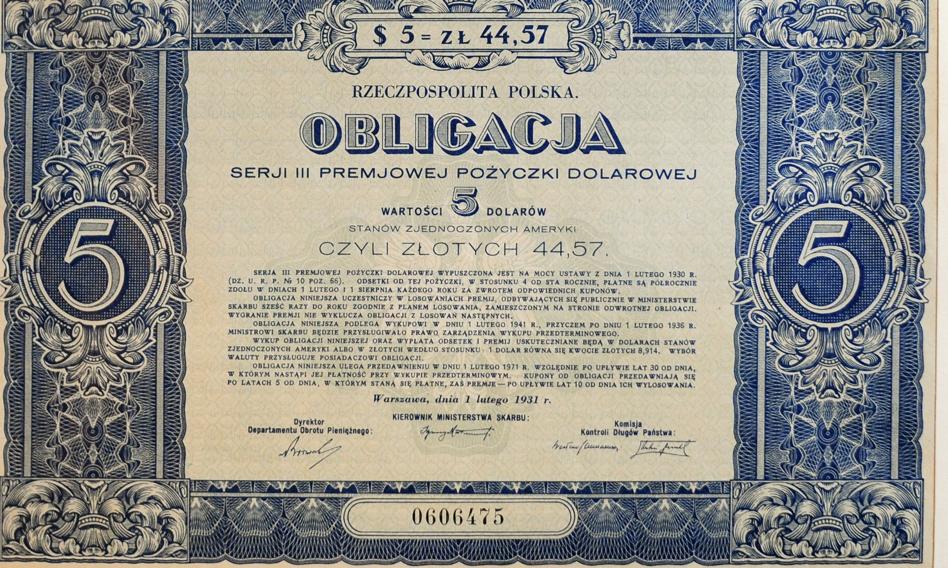 $ 5 = ZŁ 44,57
RZECZPOSPOLITA POLSKA.
OBLIGACJA
SERJI III PREMJOWEJ POŻYCZKI DOLAROWEJ
WARTOŚCI 5 DOLARÓW
STANÓW ZJEDNOCZONYCH AMERYKI
CZYLI ZŁOTYCH 44,57.
5
5
SERJA III PREMJOWEJ POŻYCZKI DOLAROWEJ WYPUSZCZONA JEST NA MOCY USTAWY Z DNIA 1 LUTEGO 1930 R.
(DZ. U. R. P. № 10 POZ. 66). ODSETKI OD TEJ POŻYCZKI, W STOSUNKU 4 OD STA ROCZNIE, PŁATNE SĄ PÓŁROCZNIE
ZDOŁU W DNIACH 1 LUTEGO I 1 SIERPNIA KAŻDEGO ROKU ZA ZWROTEM ODPOWIEDNICH KUPONÓW.
OBLIGACJA NINIEJSZA UCZESTNICZY W LOSOWANIACH PREMIJ, ODBYWAJĄCYCH SIĘ PUBLICZNIE W MINISTERSTWIE
SKARBU SZEŚĆ RAZY DO ROKU ZGODNIE Z PLANEM LOSOWANIA, ZAMIESZCZONYM NA STRONIE ODWROTNEJ OBLIGACJI.
WYGRANIE PREMJI NIE WYKLUCZA OBLIGACJI Z LOSOWAŃ NASTĘPNYCH.
OBLIGACJA NINIEJSZA PODLEGA WYKUPOWI W DNIU 1 LUTEGO 1941 R., PRZYCZEM PO DNIU 1 LUTEGO 1936 R.
MINISTROWI SKARBU BĘDZIE PRZYSŁUGIWAŁO PRAWO ZARZĄDZENIA WYKUPU PRZEDTERMINOWEGO.
WYKUP OBLIGACJI NINIEJSZEJ ORAZ WYPŁATA ODSETEK I PREMIJ USKUTECZNIANE BĘDĄ W DOLARACH STANÓW
ZJEDNOCZONYCH AMERYKI ALBO W ZŁOTYCH WEDŁUG STOSUNKU - 1 DOLAR RÓWNA SIĘ KWOCIE ZŁOTYCH 8,914. WYBÓR
WALUTY PRZYSŁUGUJE POSIADACZOWI OBLIGACJI.
OBLIGACJA NINIEJSZA ULEGA PRZEDAWNIENIU W DNIU 1 LUTEGO 1971 R. WZGLĘDNIE PO UPŁYWIE LAT 30 OD DNIA,
W KTÓRYM NASTĄPI JEJ PŁATNOŚĆ PRZY WYKUPIE PRZEDTERMINOWYM. KUPONY OD OBLIGACJI PRZEDAWNIAJĄ SIĘ
PO LATACH 5 OD DNIA, W KTÓRYM STANĄ SIĘ PŁATNE, ZAŚ PREMJE — PO UPŁYWIE LAT 10 OD DNIA ICH WYLOSOWANIA.
Warszawa, dnia 1 lutego 1931 r.
KIEROWNIK MINISTERSTWA SKARBU:
Dyrektor
Departamentu Obrotu Pieniężnego:
Komisja
Kontroli Długów Państwa:
0606475